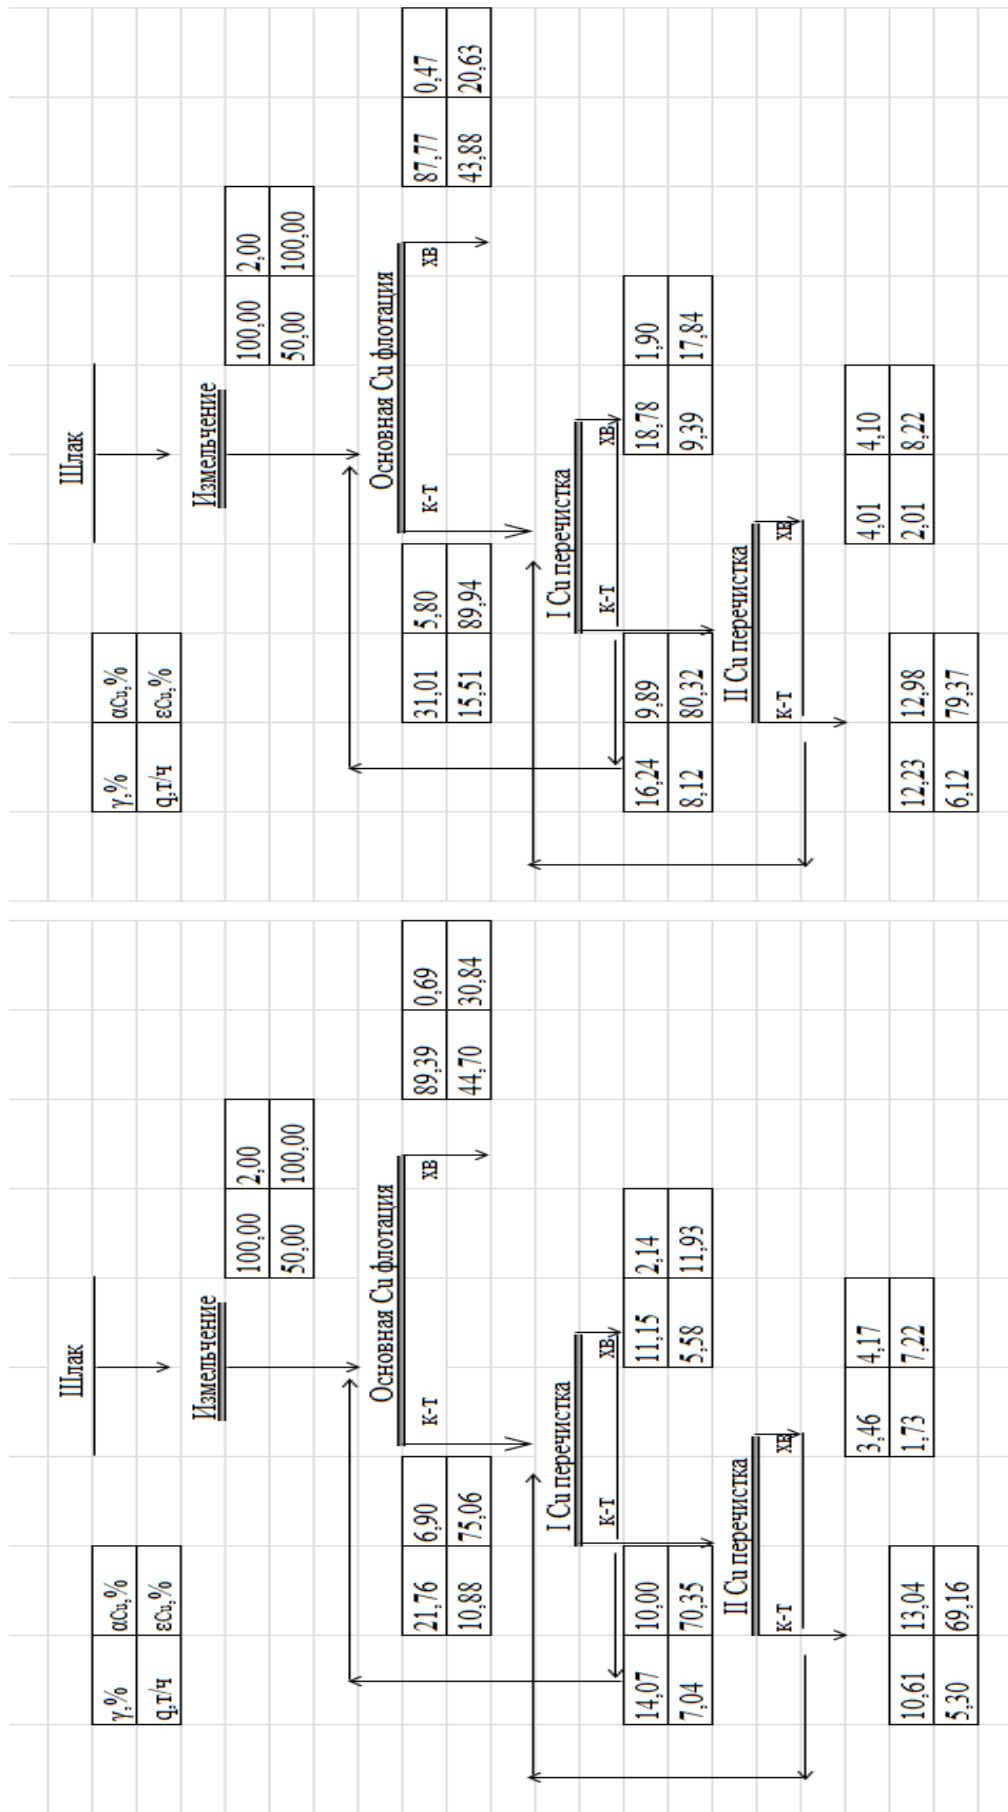 Шлак
γ,% αCu,%
q,т/ч εCu,%
Измельчение
100,00 2,00
50,00 100,00
Основная Cu флотация
21,76 6,90 к-т хв 89,39 0,69
10,88 75,06 44,70 30,84
I Cu перечистка
к-т хв
14,07 10,00 11,15 2,14
7,04 70,35 5,58 11,93
II Cu перечистка
к-т хв
3,46 4,17
1,73 7,22
10,61 13,04
5,30 69,16
Шлак
γ,% αCu,%
q,т/ч εCu,%
Измельчение
100,00 2,00
50,00 100,00
Основная Cu флотация
31,01 5,80 к-т хв 87,77 0,47
15,51 89,94 43,88 20,63
I Cu перечистка
к-т хв
16,24 9,89 18,78 1,90
8,12 80,32 9,39 17,84
II Cu перечистка
к-т хв
4,01 4,10
2,01 8,22
12,23 12,98
6,12 79,37